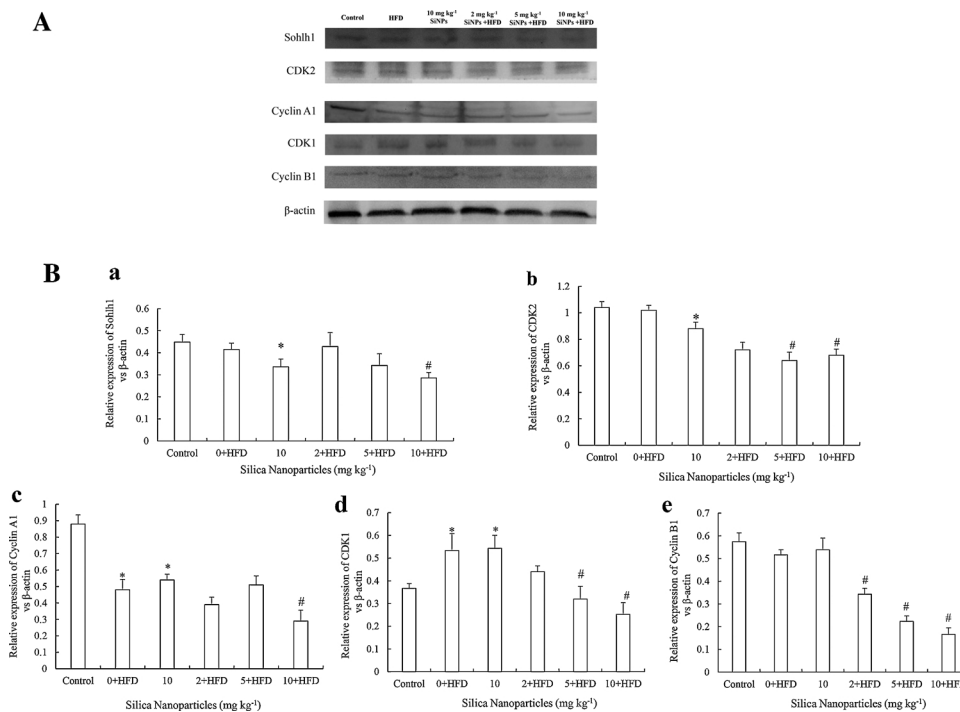 A
Control HFD 10 mg kg⁻¹ SiNPs 2 mg kg⁻¹ SiNPs +HFD 5 mg kg⁻¹ SiNPs +HFD 10 mg kg⁻¹ SiNPs +HFD
Sohlh1
CDK2
Cyclin A1
CDK1
Cyclin B1
β-actin
B
a
Relative expression of Sohlh1
vs β-actin
0.6
0.5
0.4
0.3
0.2
0.1
0
* #
Control 0+HFD 10 2+HFD 5+HFD 10+HFD
Silica Nanoparticles (mg kg⁻¹)
b
Relative expression of CDK2
vs β-actin
1.2
1
0.8
0.6
0.4
0.2
0
* # #
Control 0+HFD 10 2+HFD 5+HFD 10+HFD
Silica Nanoparticles (mg kg⁻¹)
c
Relative expression of Cyclin A1
vs β-actin
1
0.9
0.8
0.7
0.6
0.5
0.4
0.3
0.2
0.1
0
* * #
Control 0+HFD 10 2+HFD 5+HFD 10+HFD
Silica Nanoparticles (mg kg⁻¹)
d
Relative expression of CDK1
vs β-actin
0.7
0.6
0.5
0.4
0.3
0.2
0.1
0
* * # #
Control 0+HFD 10 2+HFD 5+HFD 10+HFD
Silica Nanoparticles (mg kg⁻¹)
e
Relative expression of Cyclin B1
vs β-actin
0.7
0.6
0.5
0.4
0.3
0.2
0.1
0
# # #
Control 0+HFD 10 2+HFD 5+HFD 10+HFD
Silica Nanoparticles (mg kg⁻¹)